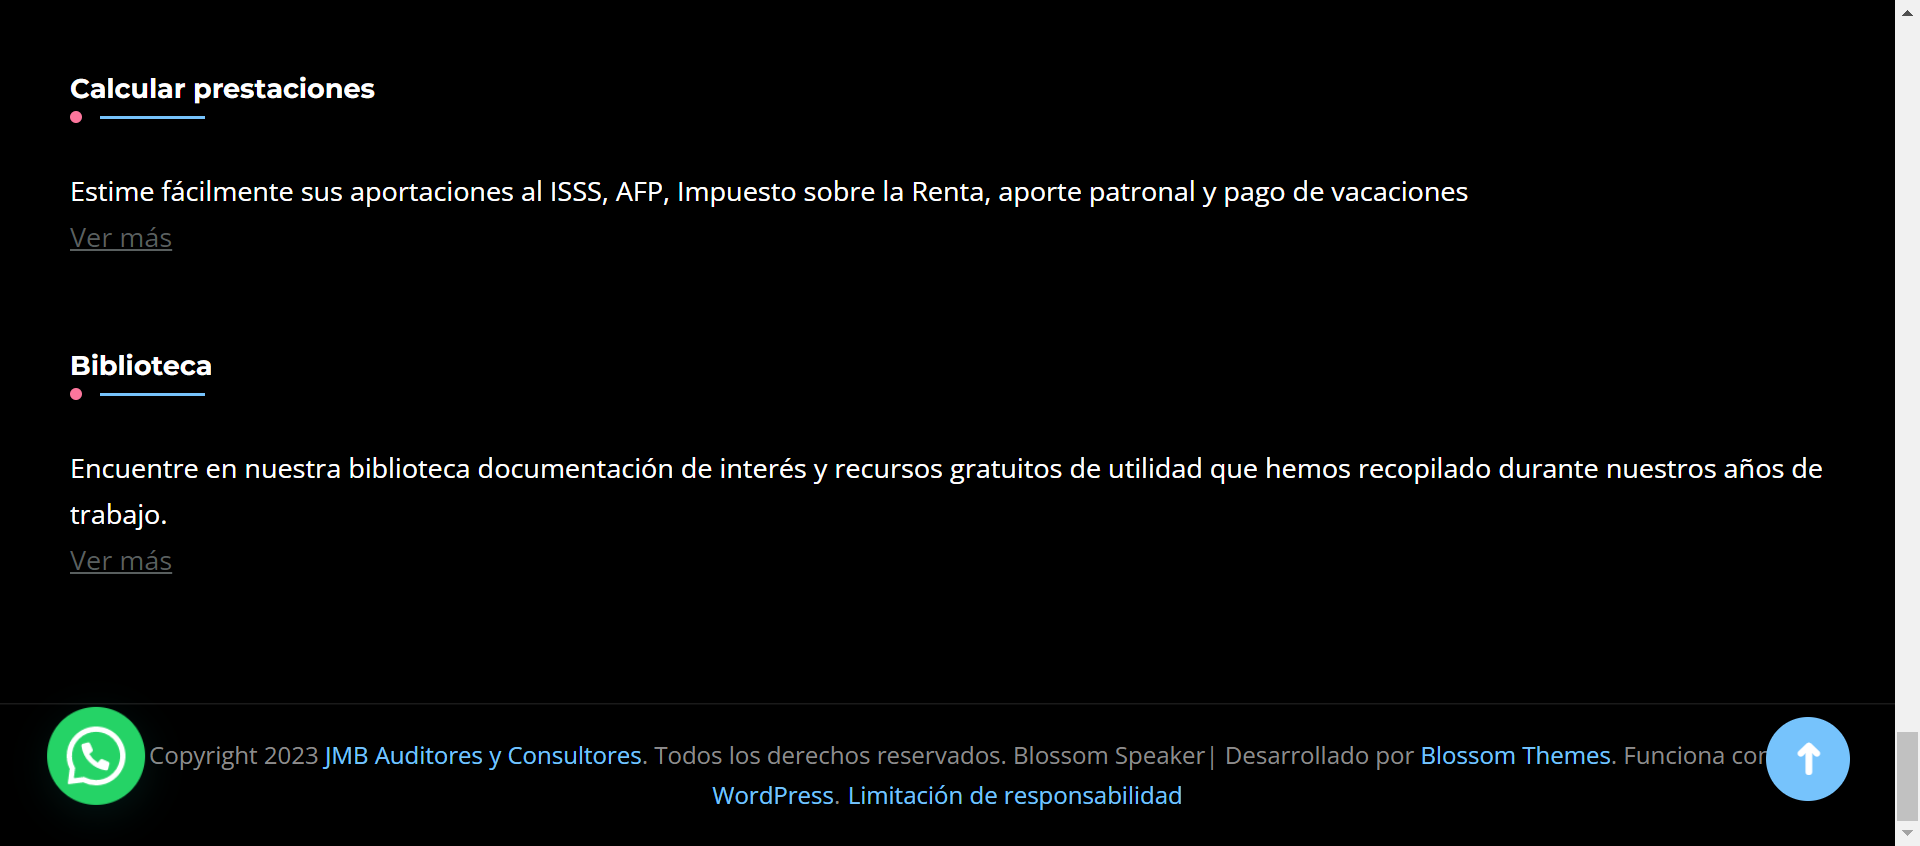 Calcular prestaciones
Estime fácilmente sus aportaciones al ISSS, AFP, Impuesto sobre la Renta, aporte patronal y pago de vacaciones
Ver más
Biblioteca
Encuentre en nuestra biblioteca documentación de interés y recursos gratuitos de utilidad que hemos recopilado durante nuestros años de
trabajo.
Ver más
Copyright 2023 JMB Auditores y Consultores. Todos los derechos reservados. Blossom Speaker| Desarrollado por Blossom Themes. Funciona
WordPress. Limitación de responsabilidad